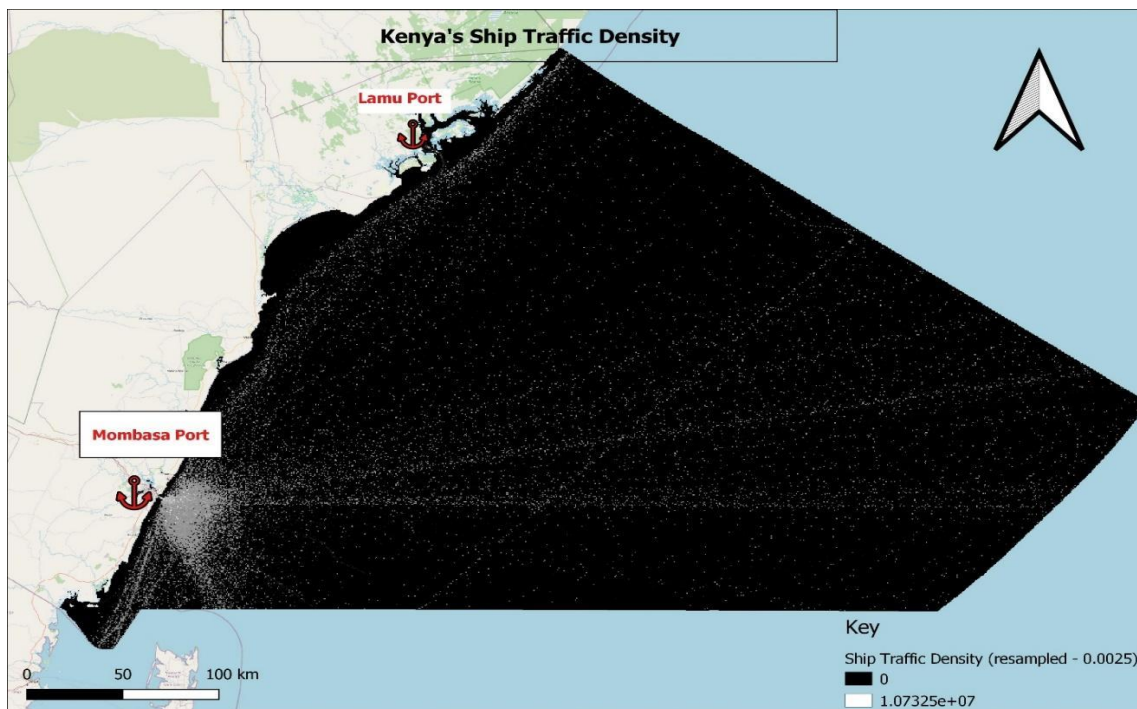 Kenya's Ship Traffic Density
Lamu Port
Mombasa Port
0 50 100 km
Key
Ship Traffic Density (resampled - 0.0025)
0
1.07325e+07